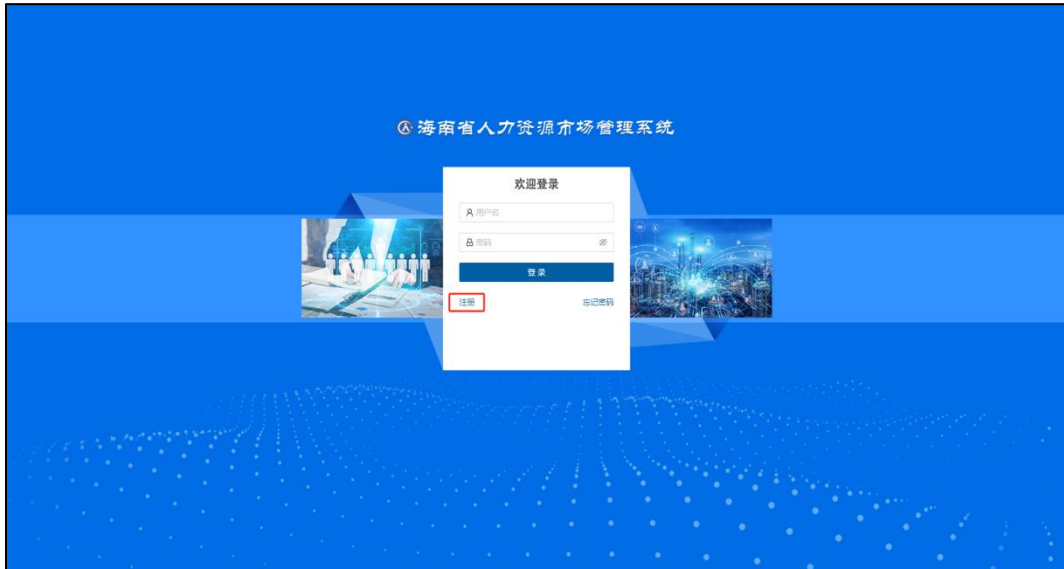 海南省人力资源市场管理系统
欢迎登录
用户名
密码
登录
注册 忘记密码